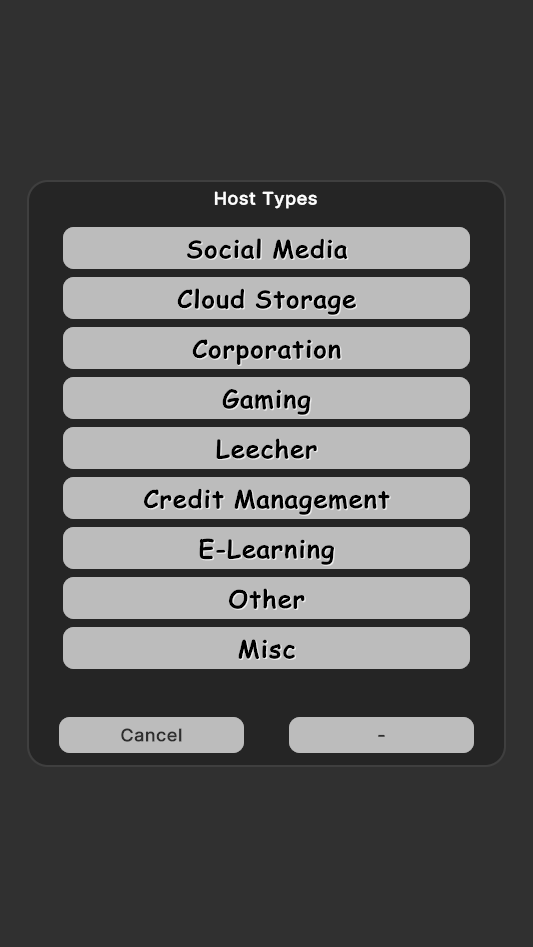 Host Types
Social Media
Cloud Storage
Corporation
Gaming
Leecher
Credit Management
E-Learning
Other
Misc
Cancel
-